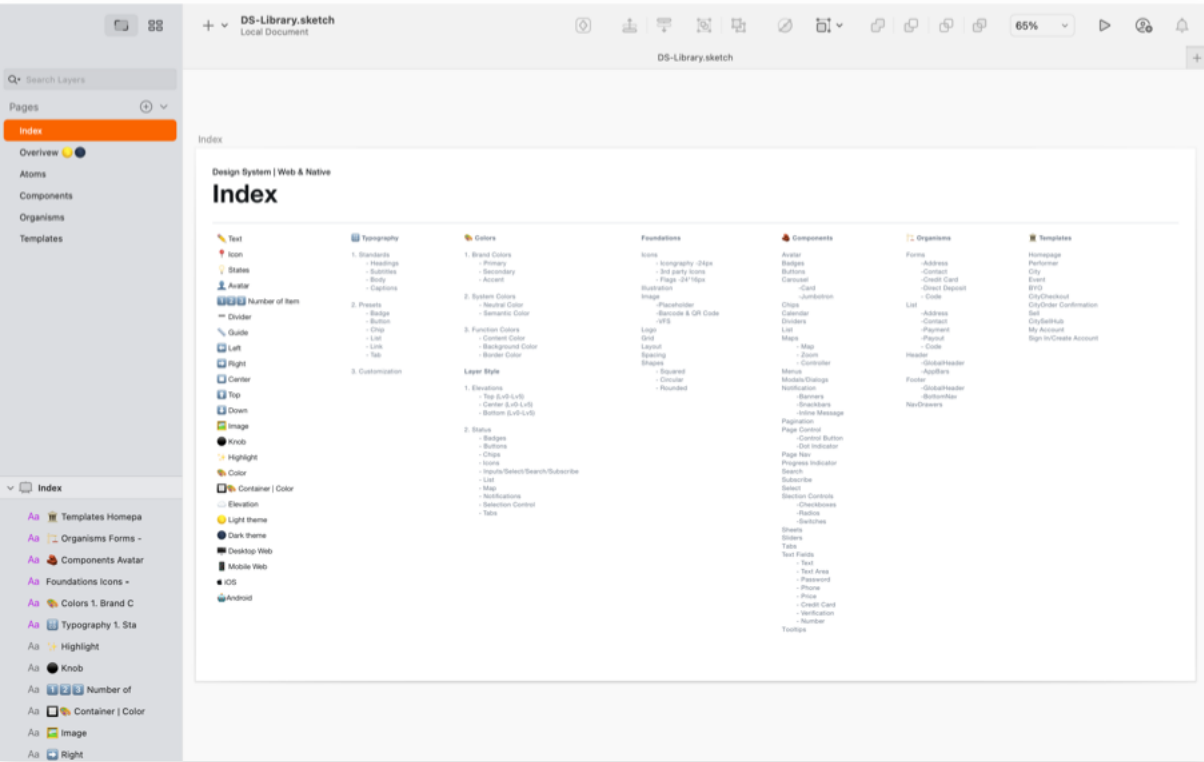 DS-Library.sketch
Local Document
65%
DS-Library.sketch
Search Layers
Pages
Index
Overivew
Atoms
Components
Organisms
Templates
Index
Design System | Web & Native
Index
Text
Icon
States
Avatar
1 2 3 Number of Item
Divider
Guide
Left
Right
Center
Top
Down
Image
Knob
Highlight
Color
Container | Color
Elevation
Light theme
Dark theme
Desktop Web
Mobile Web
iOS
Android
Typography
1. Standards
- Headings
- Subtitles
- Body
- Captions
2. Presets
- Badge
- Button
- Chip
- List
- Link
- Tab
3. Customization
Colors
1. Brand Colors
- Primary
- Secondary
- Accent
2. System Colors
- Neutral Color
- Semantic Color
3. Function Colors
- Content Color
- Background Color
- Border Color
Layer Style
1. Elevations
- Top (Lv0-Lv5)
- Center (Lv0-Lv5)
- Bottom (Lv0-Lv5)
2. Status
- Badges
- Buttons
- Chips
- Icons
- Inputs/Select/Search/Subscribe
- List
- Map
- Notifications
- Selection Control
- Tabs
Foundations
Icons
- Icongraphy -24px
- 3rd party Icons
- Flags -24*16px
Illustration
Image
-Placeholder
-Barcode & QR Code
-VFS
Logo
Grid
Layout
Spacing
Shapes
- Squared
- Circular
- Rounded
Components
Avatar
Badges
Buttons
Carousel
-Card
-Jumbotron
Chips
Calendar
Dividers
List
Maps
- Map
- Zoom
- Controller
Menus
Models/Dialogs
Notification
-Banners
-Snackbars
-Inline Message
Pagination
Page Control
-Control Button
-Dot Indicator
Page Nav
Progress Indicator
Search
Subscribe
Select
Slection Controls
-Checkboxes
-Radios
-Switches
Sheets
Sliders
Tabs
Text Fields
- Text
- Text Area
- Password
- Phone
- Price
- Credit Card
- Verification
- Number
Tooltips
Organisms
Forms
-Address
-Contact
-Credit Card
-Direct Deposit
- Code
List
-Address
-Contact
-Payment
-Payout
- Code
Header
-GlobalHeader
-AppBars
Footer
-GlobalHeader
-BottomNav
NavDrawers
Templates
Homepage
Performer
City
Event
BYO
CityCheckout
CityOrder Confirmation
Sell
CitySellHub
My Account
Sign In/Create Account
Index
Aa Templates Homepa
Aa Organisms Forms -
Aa Components Avatar
Aa Foundations Icons -
Aa Colors 1. Brand C
Aa Typography 1. Sta
Aa Highlight
Aa Knob
Aa 1 2 3 Number of
Aa Container | Color
Aa Image
Aa Right